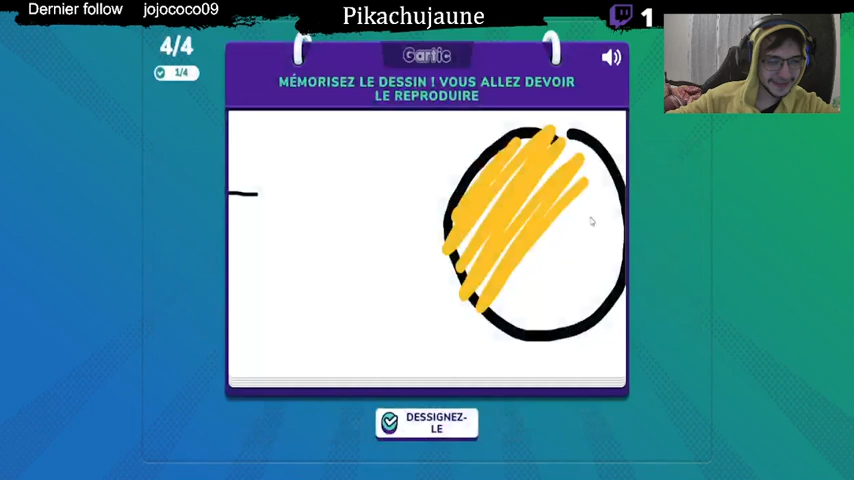 Dernier follow jojococo09
Pikachujaune
1
4/4
1/4
Gartic
MÉMORISEZ LE DESSIN ! VOUS ALLEZ DEVOIR
LE REPRODUIRE
DESSIGNEZ-
LE